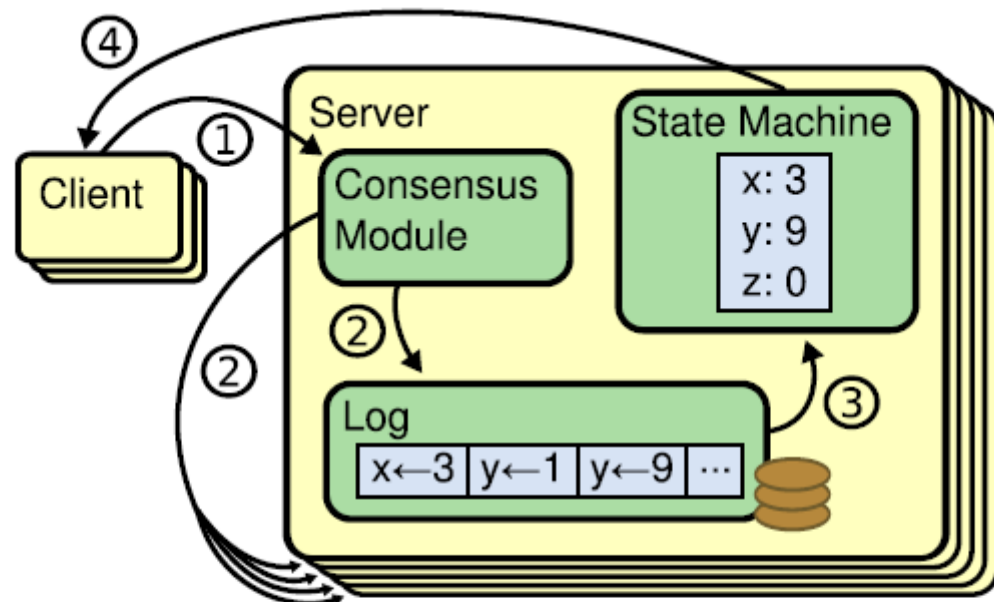 ④
①
Server
State Machine
Client
Consensus
Module
x: 3
y: 9
z: 0
②
②
③
Log
x←3 y←1 y←9 ...